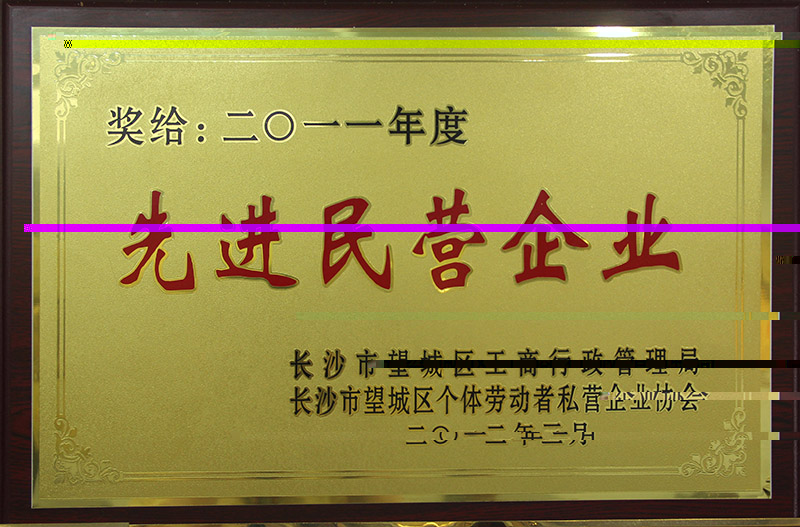 奖给：二〇一一年度
先进民营企业
长沙市望城区工商行政管理局
长沙市望城区个体劳动者私营企业协会
二〇一二年三月